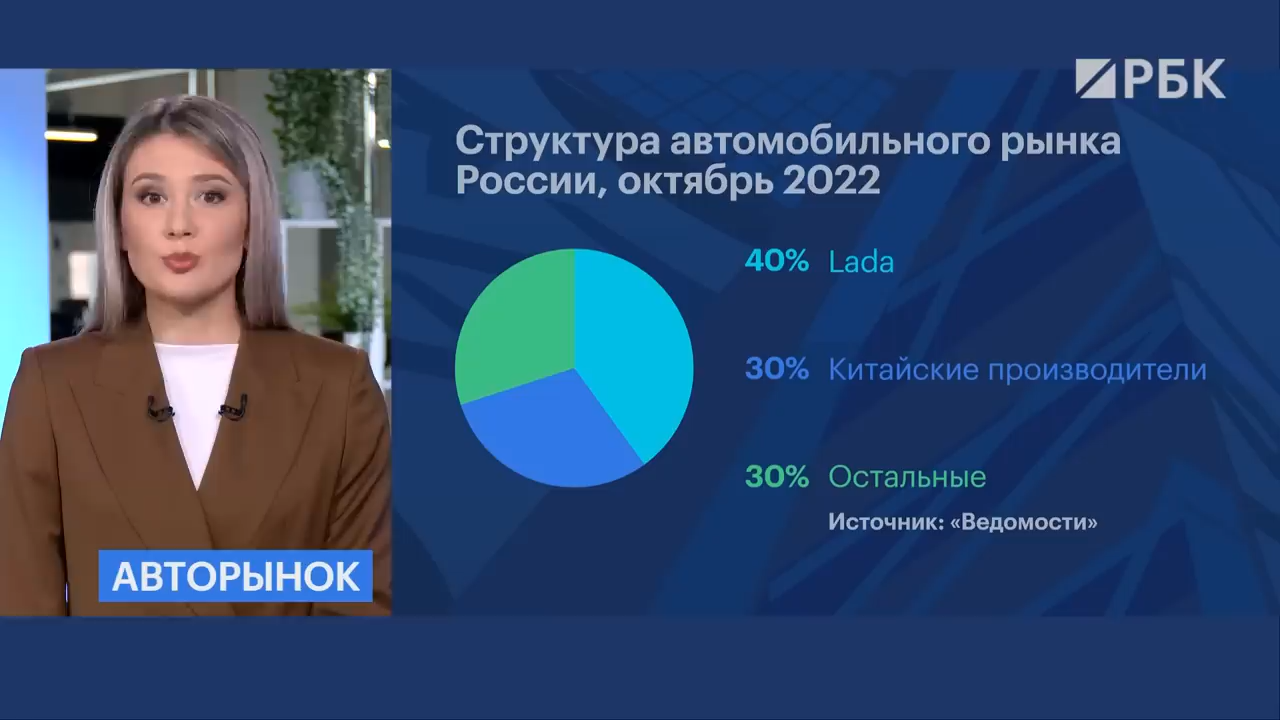 РБК
Структура автомобильного рынка
России, октябрь 2022
40% Lada
30% Китайские производители
30% Остальные
Источник: «Ведомости»
АВТОРЫНОК